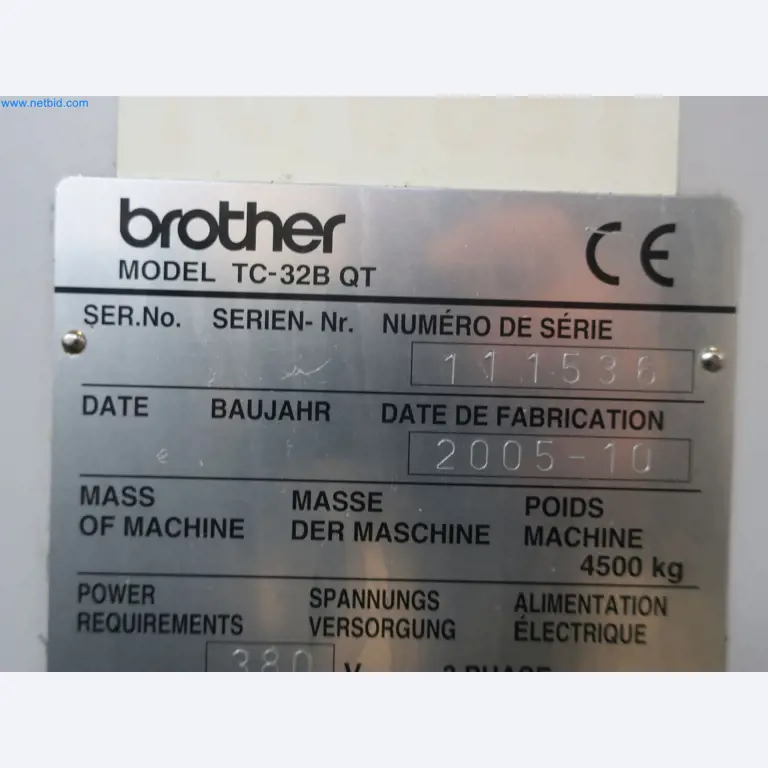 www.netbid.com
brother
CE
MODEL TC-32B QT
SER.No. SERIEN- Nr. NUMÉRO DE SÉRIE
111536
DATE BAUJAHR DATE DE FABRICATION
2005-10
MASS MASSE POIDS
OF MACHINE DER MASCHINE MACHINE
4500 kg
POWER SPANNUNGS ALIMENTATION
REQUIREMENTS VERSORGUNG ÉLECTRIQUE
380 V 3 PHASE